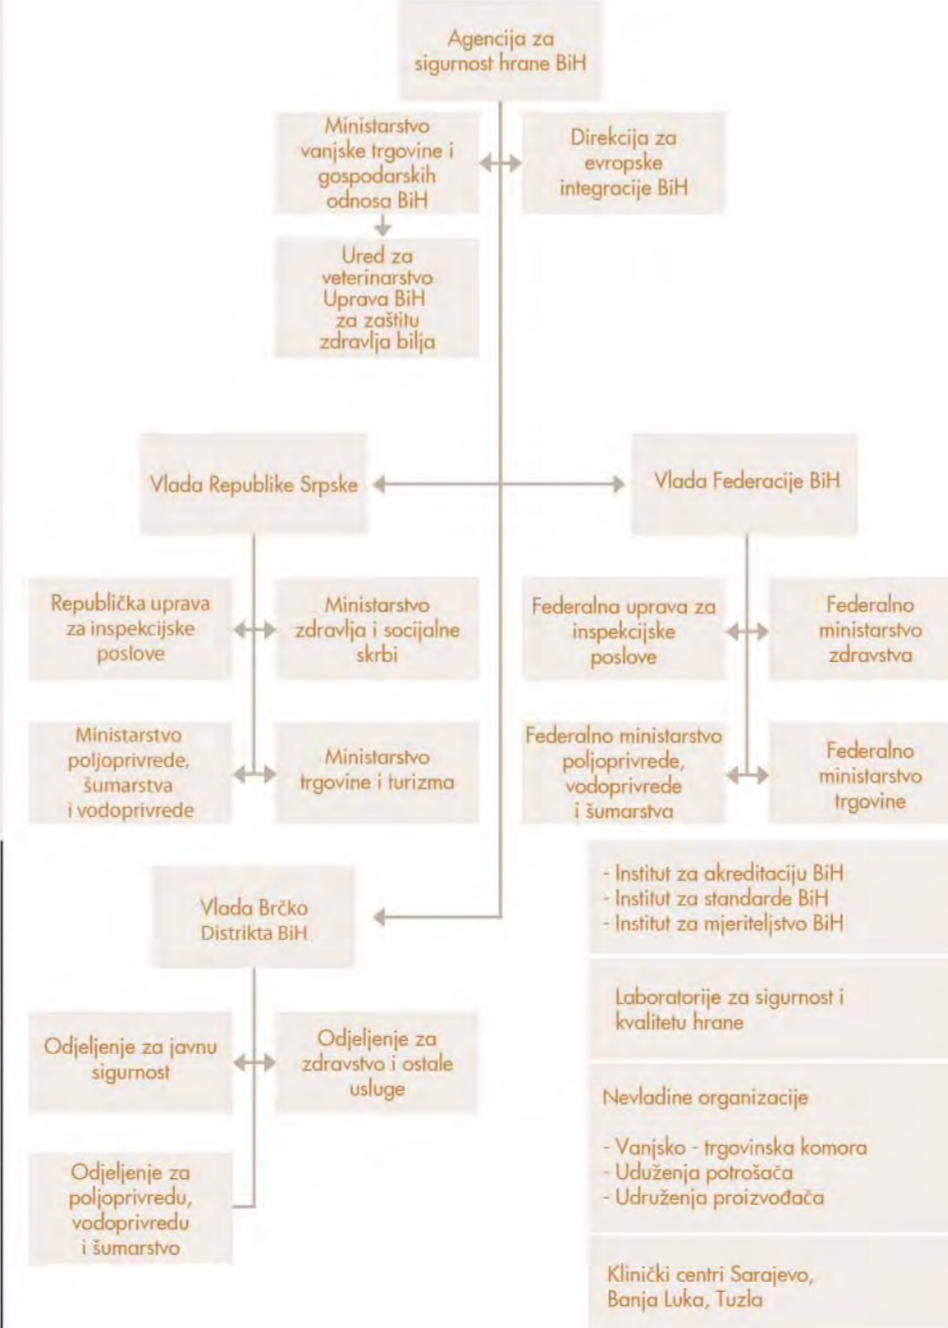 Agencija za
sigurnost hrane BiH
Ministarstvo
vanjske trgovine i
gospodarskih
odnosa BiH
Direkcija za
evropske
integracije BiH
Ured za
veterinarstvo
Uprava BiH
za zaštitu
zdravlja bilja
Vlada Republike Srpske
Vlada Federacije BiH
Republička uprava
za inspekcijske
poslove
Ministarstvo
zdravlja i socijalne
skrbi
Federalna uprava za
inspekcijske
poslove
Federalno
ministarstvo
zdravstva
Ministarstvo
poljoprivrede,
šumarstva
i vodoprivrede
Ministarstvo
trgovine i turizma
Federalno ministarstvo
poljoprivrede,
vodoprivrede
i šumarstva
Federalno
ministarstvo
trgovine
Vlada Brčko
Distrikta BiH
Odjeljenje za javnu
sigurnost
Odjeljenje za
zdravstvo i ostale
usluge
Odjeljenje za
poljoprivredu,
vodoprivredu
i šumarstvo
- Institut za akreditaciju BiH
- Institut za standarde BiH
- Institut za mjeriteljstvo BiH
Laboratorije za sigurnost i
kvalitetu hrane
Nevladine organizacije
- Vanjsko - trgovinska komora
- Uduženja potrošača
- Udruženja proizvođača
Klinički centri Sarajevo,
Banja Luka, Tuzla